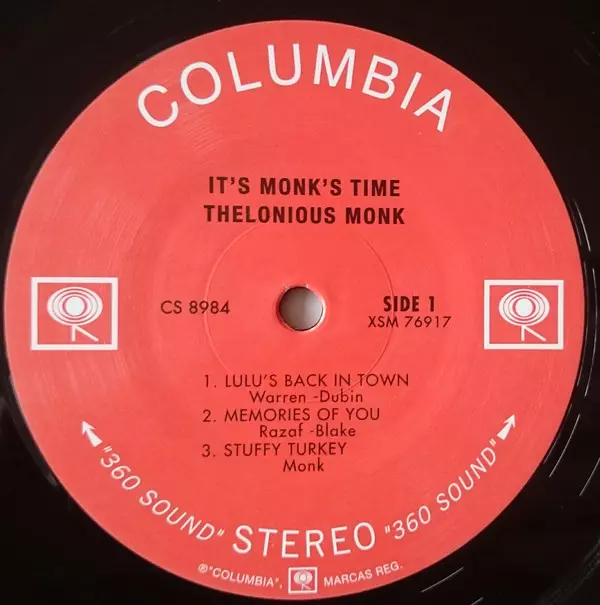 COLUMBIA
IT'S MONK'S TIME
THELONIOUS MONK
CS 8984
SIDE 1
XSM 76917
1. LULU'S BACK IN TOWN
Warren -Dubin
2. MEMORIES OF YOU
Razaf -Blake
3. STUFFY TURKEY
Monk
"360 SOUND" STEREO "360 SOUND"
®"COLUMBIA", MARCAS REG.